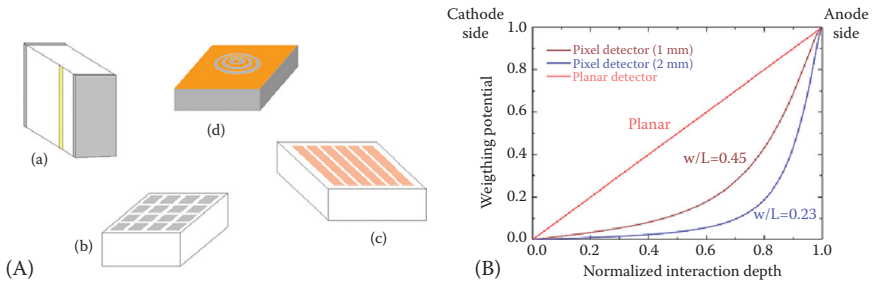 (a)
(d)
(b)
(c)
(A)
Cathode
side
(B)
Anode
side
1.0
0.8
0.6
0.4
0.2
0.0
Weigthing potential
Pixel detector (1 mm)
Pixel detector (2 mm)
Planar detector
Planar
w/L=0.45
w/L=0.23
0.0
0.2
0.4
0.6
0.8
1.0
Normalized interaction depth
(B)